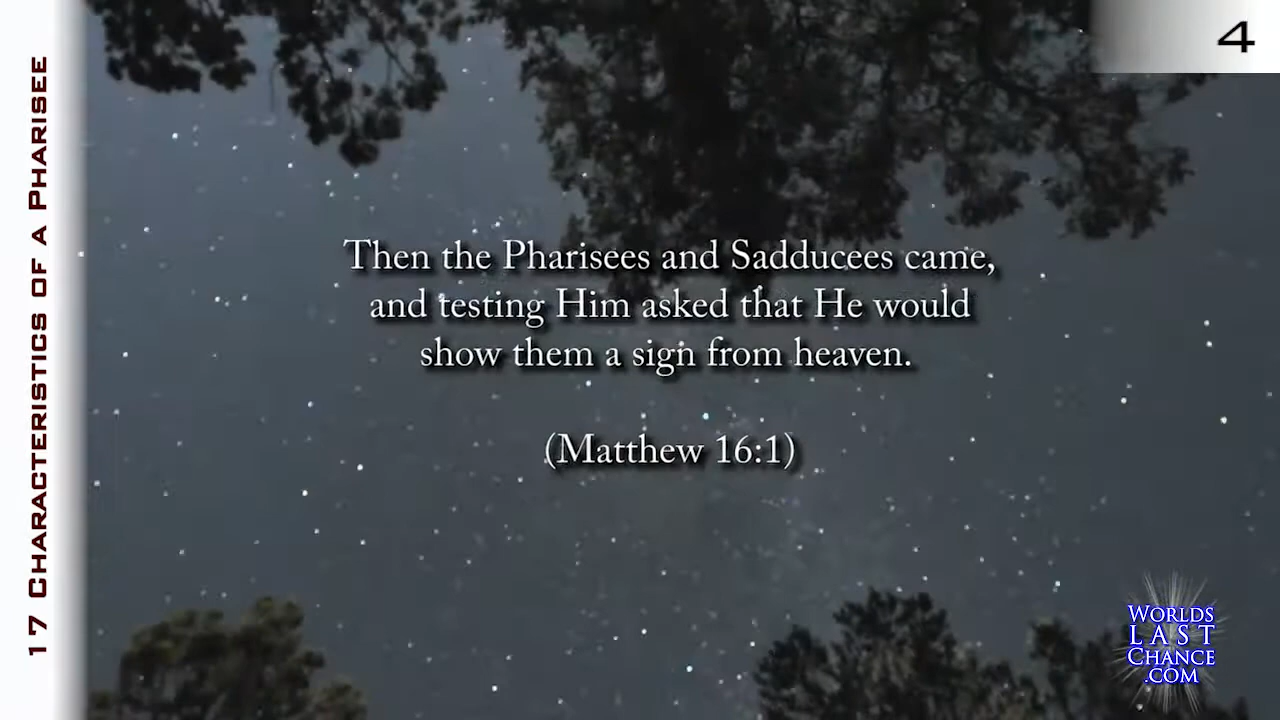 17 Characteristics of a Pharisee
4
Then the Pharisees and Sadducees came,
and testing Him asked that He would
show them a sign from heaven.
(Matthew 16:1)
Worlds
Last
Chance
.com